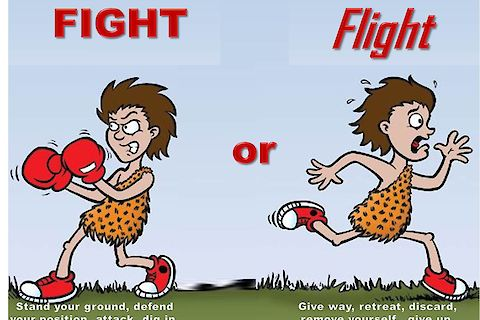 FIGHT
Flight
or
Stand your ground, defend
your position, attack, dig in
Give way, retreat, discard,
remove yourself, give up